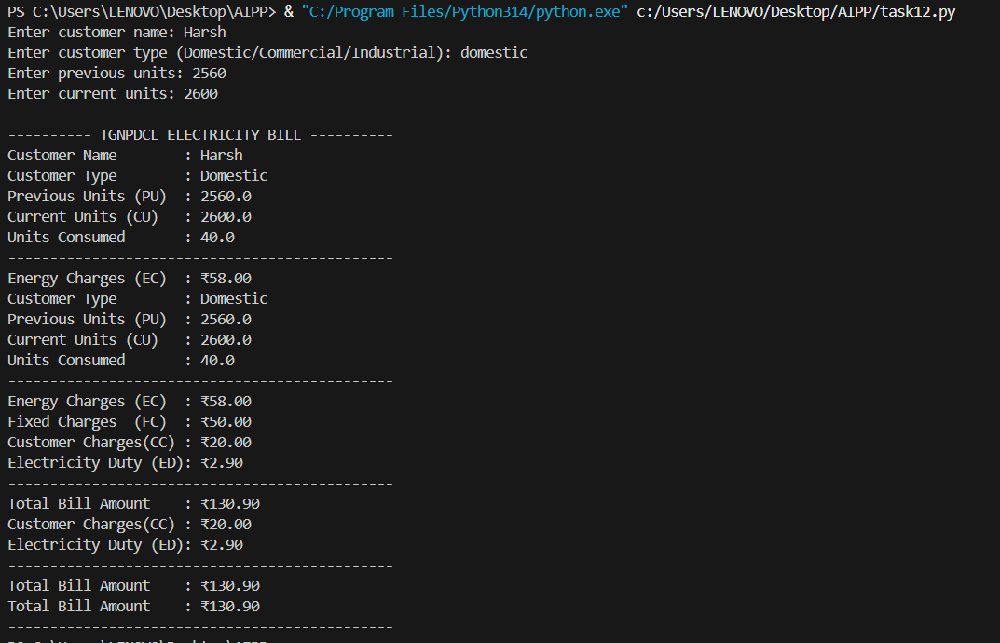 PS C:\Users\LENOVO\Desktop\AIPP> & "C:/Program Files/Python314/python.exe" c:/Users/LENOVO/Desktop/AIPP/task12.py
Enter customer name: Harsh
Enter customer type (Domestic/Commercial/Industrial): domestic
Enter previous units: 2560
Enter current units: 2600

---------- TGNPDCL ELECTRICITY BILL ----------
Customer Name        : Harsh
Customer Type        : Domestic
Previous Units (PU)  : 2560.0
Current Units (CU)   : 2600.0
Units Consumed       : 40.0
----------------------------------------------
Energy Charges (EC)  : ₹58.00
Customer Type        : Domestic
Previous Units (PU)  : 2560.0
Current Units (CU)   : 2600.0
Units Consumed       : 40.0
----------------------------------------------
Energy Charges (EC)  : ₹58.00
Fixed Charges  (FC)  : ₹50.00
Customer Charges(CC) : ₹20.00
Electricity Duty (ED): ₹2.90
----------------------------------------------
Total Bill Amount    : ₹130.90
Customer Charges(CC) : ₹20.00
Electricity Duty (ED): ₹2.90
----------------------------------------------
Total Bill Amount    : ₹130.90
Total Bill Amount    : ₹130.90
----------------------------------------------